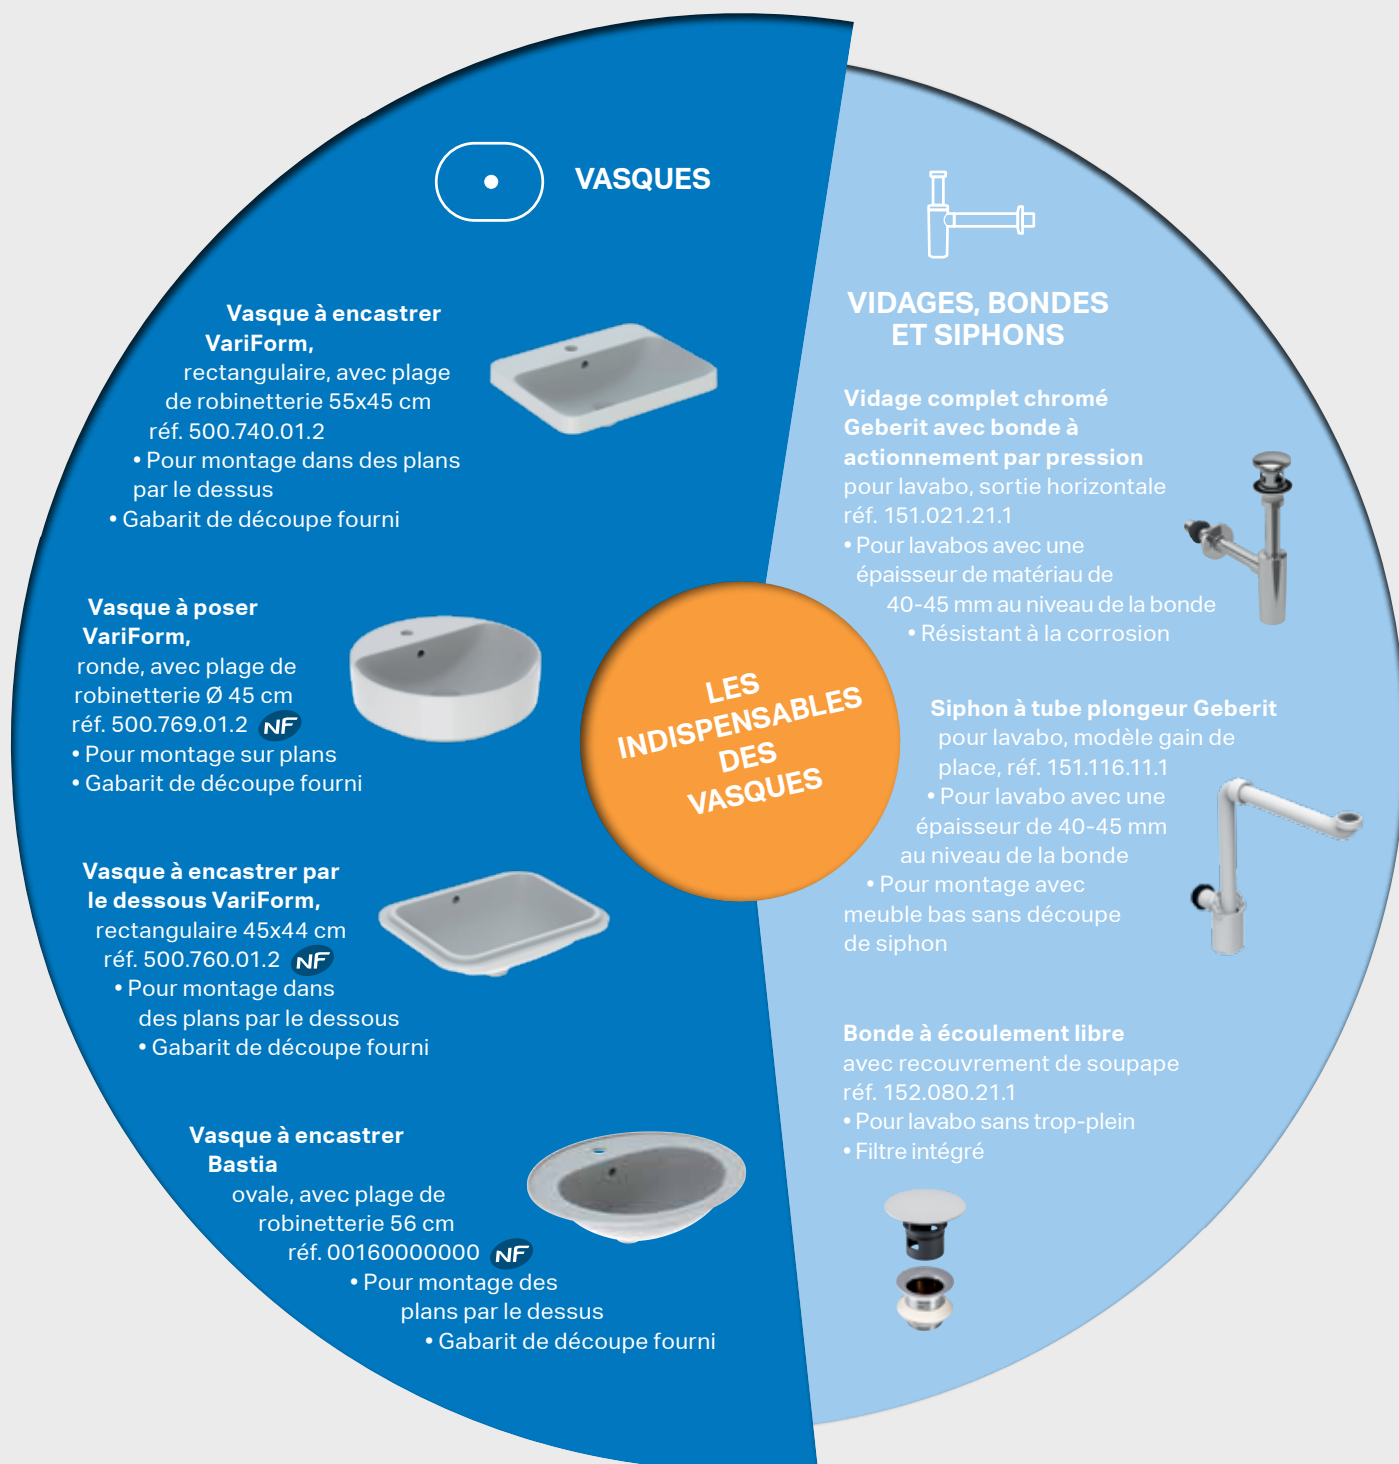 VASQUES
Vasque à encastrer
VariForm,
rectangulaire, avec plage
de robinetterie 55x45 cm
réf. 500.740.01.2
• Pour montage dans des plans
par le dessus
• Gabarit de découpe fourni
Vasque à poser
VariForm,
ronde, avec plage de
robinetterie Ø 45 cm
réf. 500.769.01.2 NF
• Pour montage sur plans
• Gabarit de découpe fourni
Vasque à encastrer par
le dessous VariForm,
rectangulaire 45x44 cm
réf. 500.760.01.2 NF
• Pour montage dans
des plans par le dessous
• Gabarit de découpe fourni
Vasque à encastrer
Bastia
ovale, avec plage de
robinetterie 56 cm
réf. 00160000000 NF
• Pour montage des
plans par le dessus
• Gabarit de découpe fourni
LES
INDISPENSABLES
DES
VASQUES
VIDAGES, BONDES
ET SIPHONS
Vidage complet chromé
Geberit avec bonde à
actionnement par pression
pour lavabo, sortie horizontale
réf. 151.021.21.1
• Pour lavabos avec une
épaisseur de matériau de
40-45 mm au niveau de la bonde
• Résistant à la corrosion
Siphon à tube plongeur Geberit
pour lavabo, modèle gain de
place, réf. 151.116.11.1
• Pour lavabo avec une
épaisseur de 40-45 mm
au niveau de la bonde
• Pour montage avec
meuble bas sans découpe
de siphon
Bonde à écoulement libre
avec recouvrement de soupape
réf. 152.080.21.1
• Pour lavabo sans trop-plein
• Filtre intégré